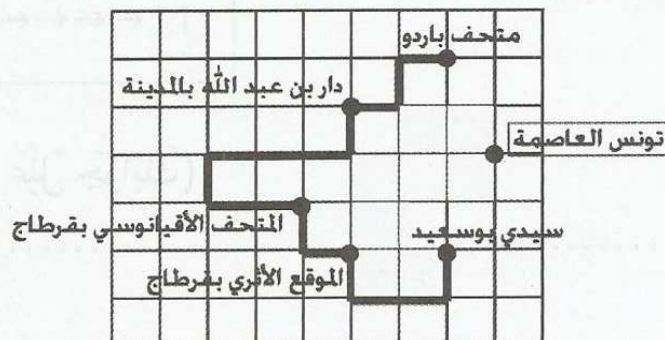 متحف باردو
دار بن عبد الله بالمدينة
تونس العاصمة
المتحف الأقيانوسي بقرطاج
سيدي بوسعيد
الموقع الأثري بقرطاج